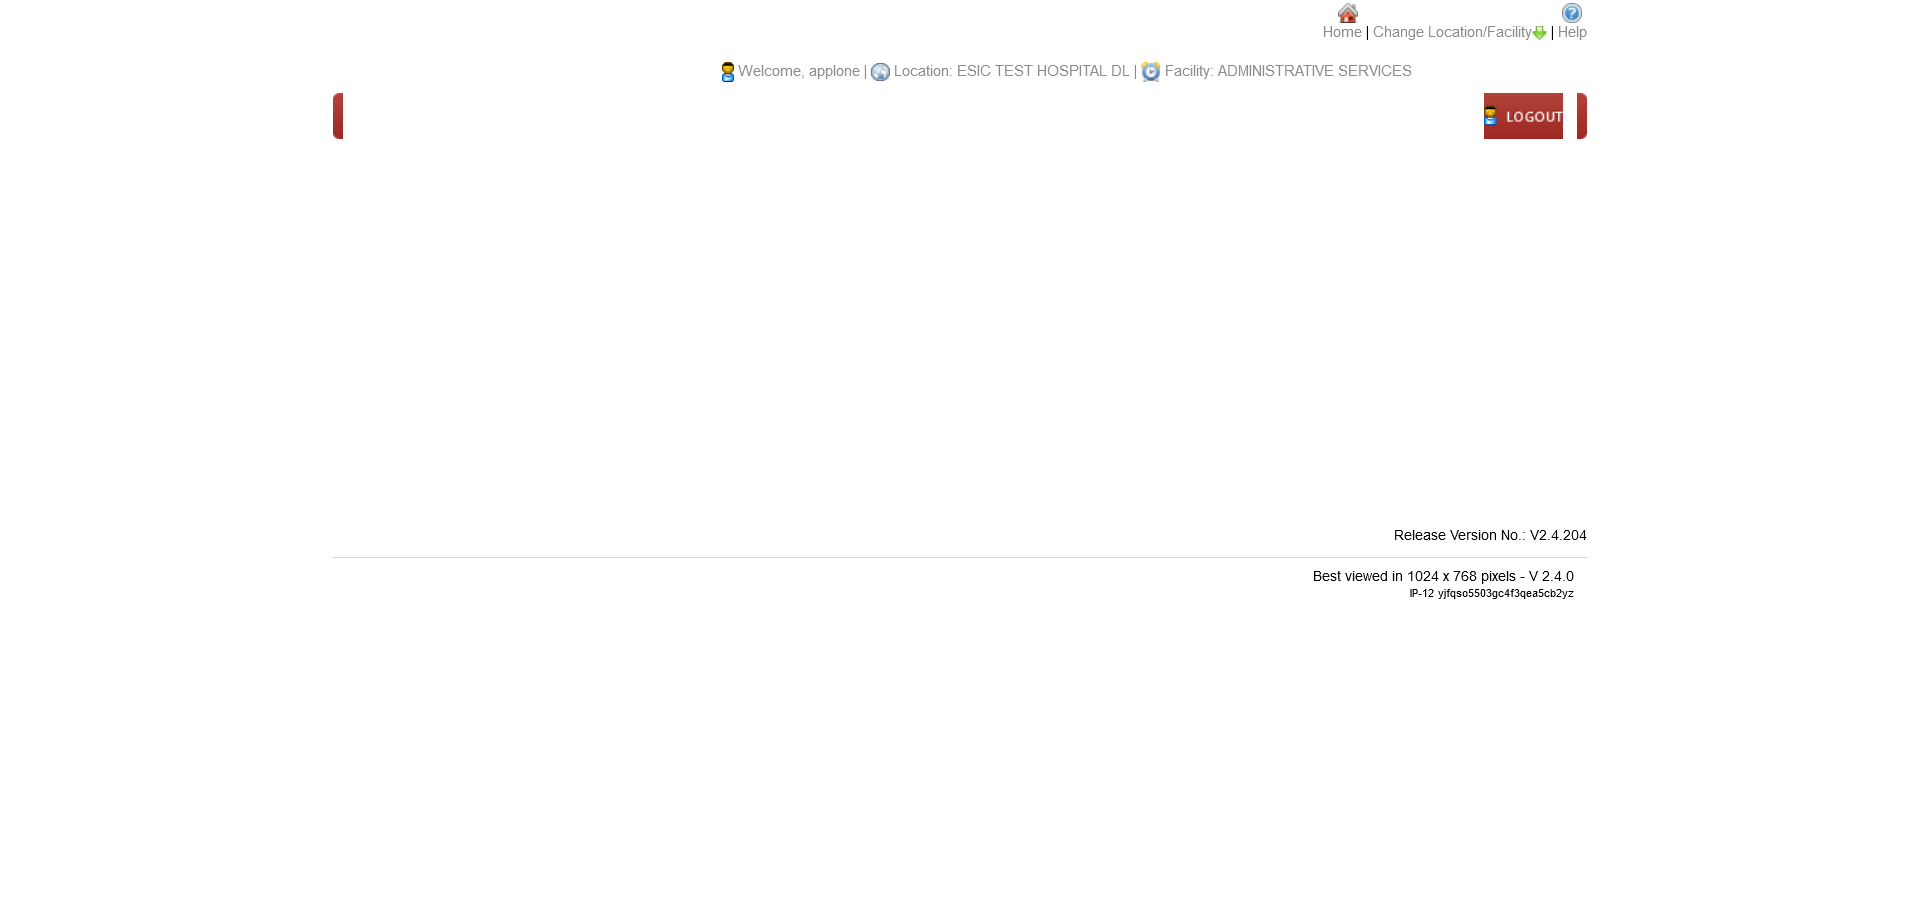 Home | Change Location/Facility | Help
Welcome, applone | Location: ESIC TEST HOSPITAL DL | Facility: ADMINISTRATIVE SERVICES
LOGOUT
Release Version No.: V2.4.204
Best viewed in 1024 x 768 pixels - V 2.4.0
IP-12 yjfqso5503gc4f3qea5cb2yz